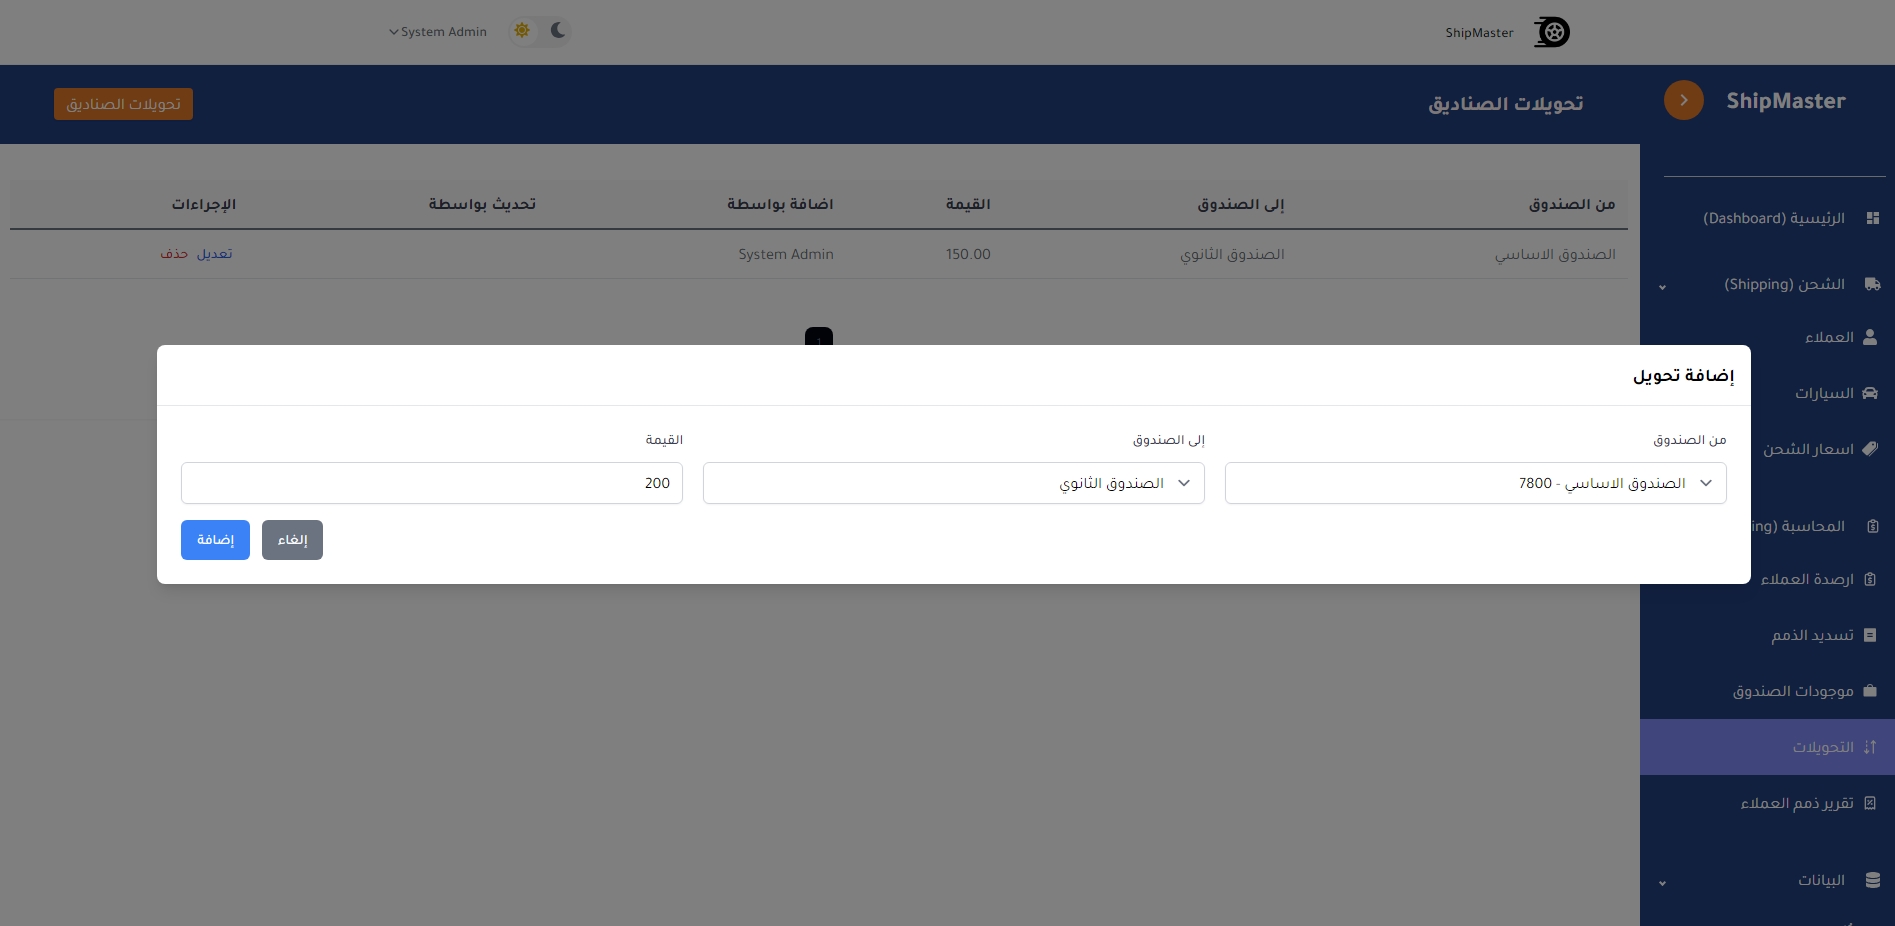 ShipMaster
System Admin
ShipMaster
تحويلات الصناديق
تحويلات الصناديق
الرئيسية (Dashboard)
الشحن (Shipping)
العملاء
السيارات
اسعار الشحن
المحاسبة (ing
ارصدة العملاء
تسديد الذمم
موجودات الصندوق
التحويلات
تقرير ذمم العملاء
البيانات
من الصندوق إلى الصندوق القيمة اضافة بواسطة تحديث بواسطة الإجراءات
الصندوق الاساسي الصندوق الثانوي 150.00 System Admin تعديل حذف
1
إضافة تحويل
من الصندوق إلى الصندوق القيمة
الصندوق الاساسي - 7800 الصندوق الثانوي 200
إلغاء إضافة